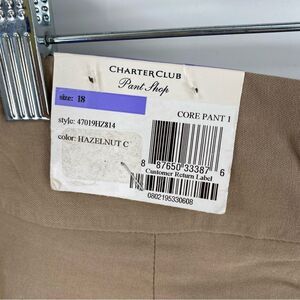 CHARTER CLUB
Pant Shop
size: 18
style: 47019HZ814
CORE PANT 1
color: HAZELNUT C
8 87650 33387 6
Customer Return Label
0802195330608